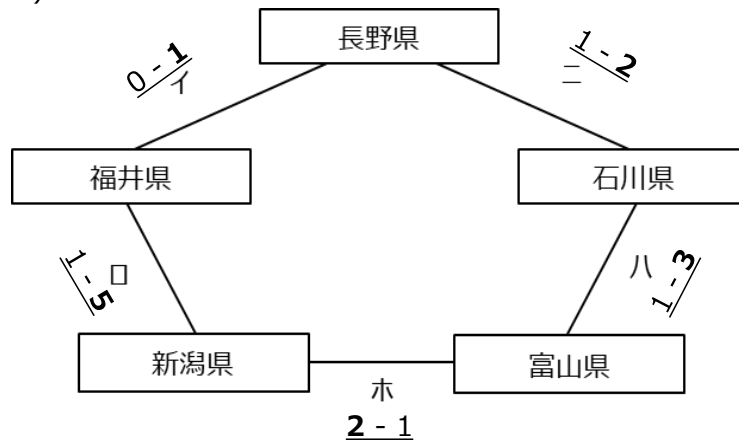 )
長野県
0 - 1
イ
1 - 2
ニ
福井県
石川県
1 - 5
ロ
ハ
1 - 3
新潟県
富山県
ホ
2 - 1